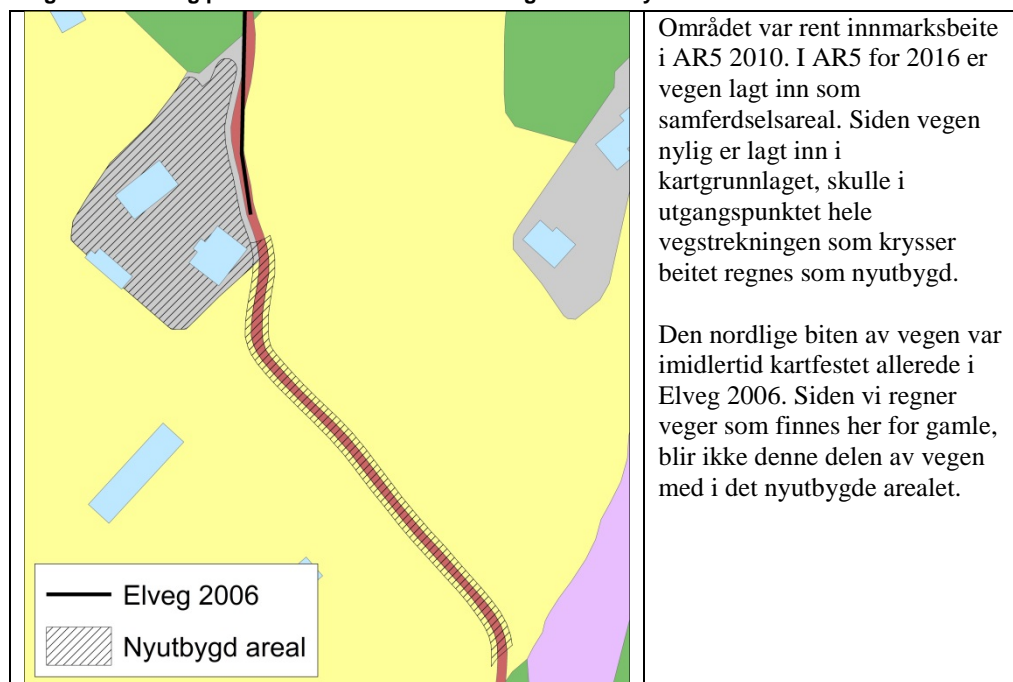 Området var rent innmarksbeite
i AR5 2010. I AR5 for 2016 er
vegen lagt inn som
samferdselsareal. Siden vegen
nylig er lagt inn i
kartgrunnlaget, skulle i
utgangspunktet hele
vegstrekningen som krysser
beitet regnes som nyutbygd.
Den nordlige biten av vegen var
imidlertid kartfestet allerede i
Elveg 2006. Siden vi regner
veger som finnes her for gamle,
blir ikke denne delen av vegen
med i det nyutbygde arealet.
Elveg 2006
Nyutbygd areal